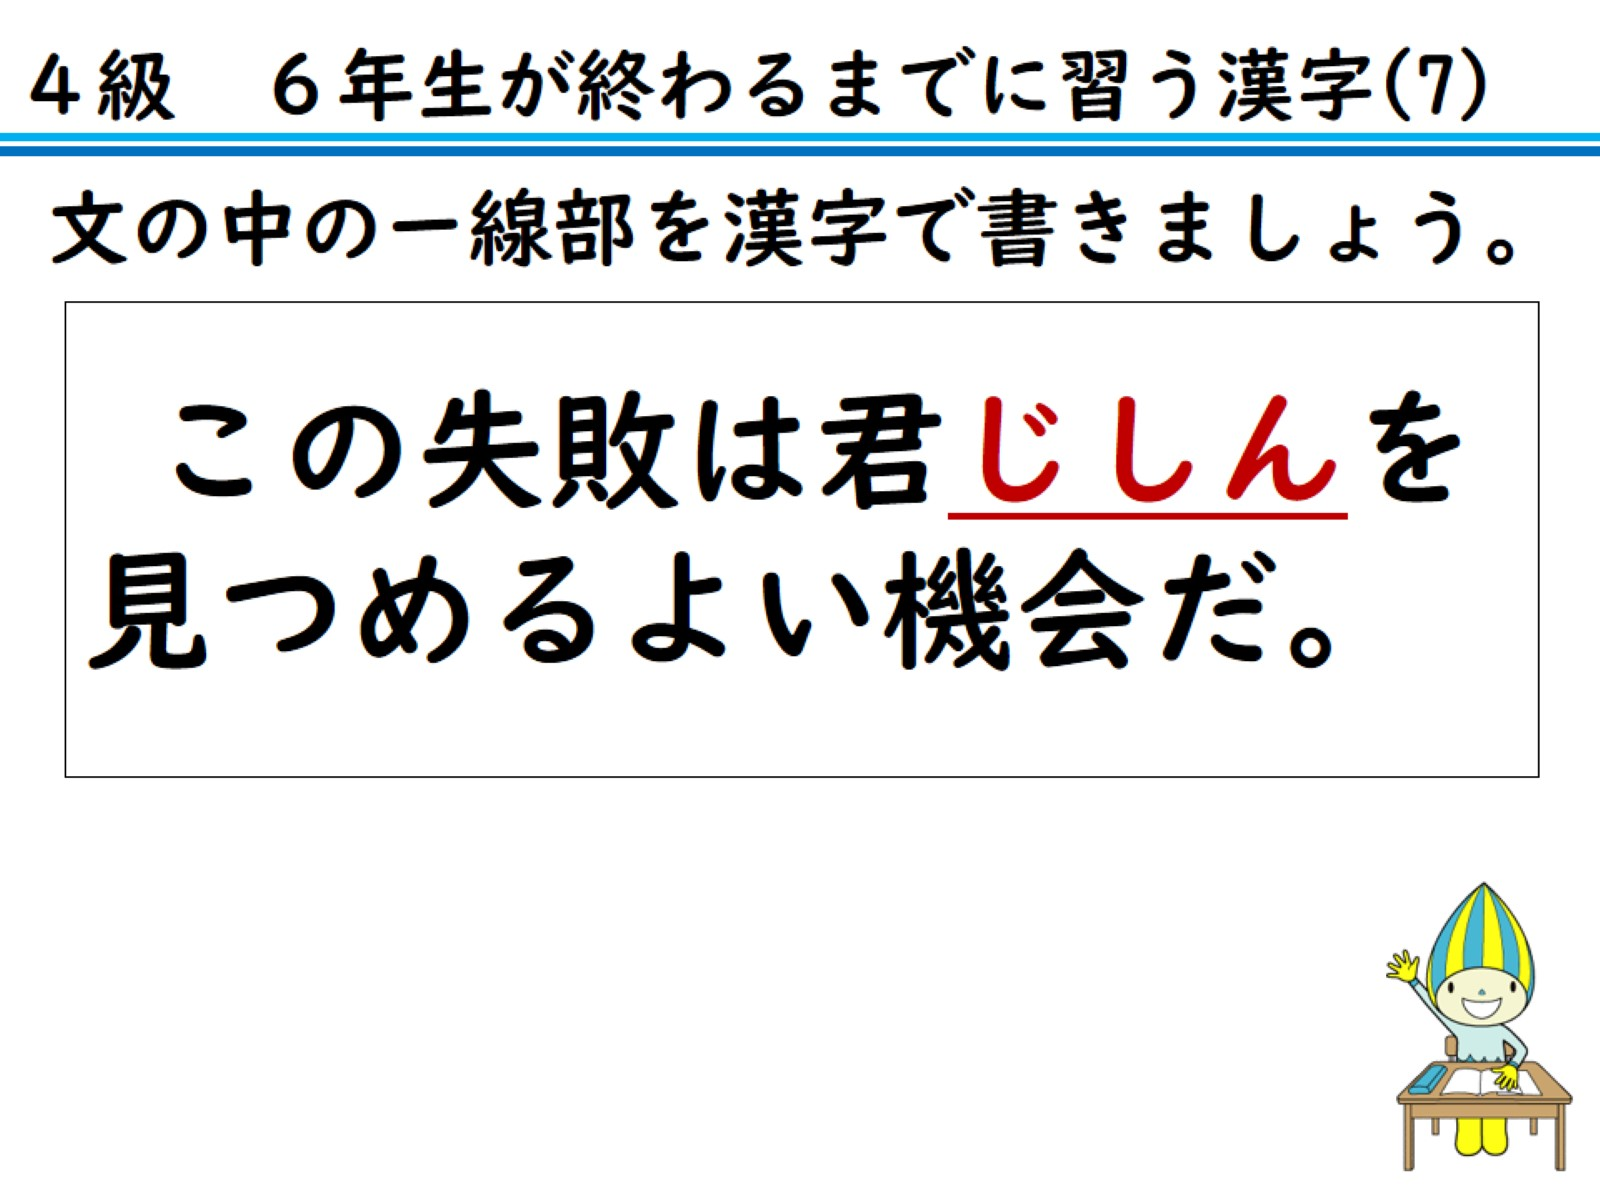 ４級　６年生が終わるまでに習う漢字(7)
文の中の一線部を漢字で書きましょう。
この失敗は君じしんを
見つめるよい機会だ。